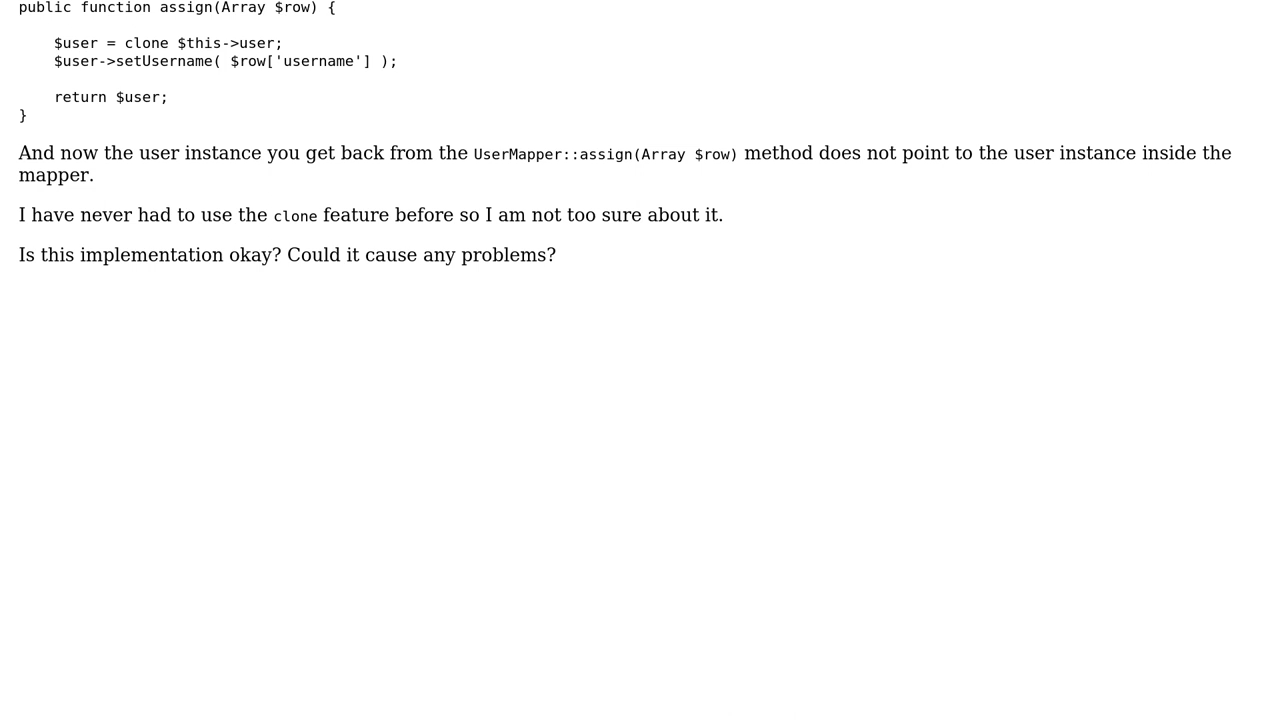 public function assign(Array $row) {
    $user = clone $this->user;
    $user->setUsername( $row['username'] );
    return $user;
}
And now the user instance you get back from the UserMapper::assign(Array $row) method does not point to the user instance inside the
mapper.
I have never had to use the clone feature before so I am not too sure about it.
Is this implementation okay? Could it cause any problems?